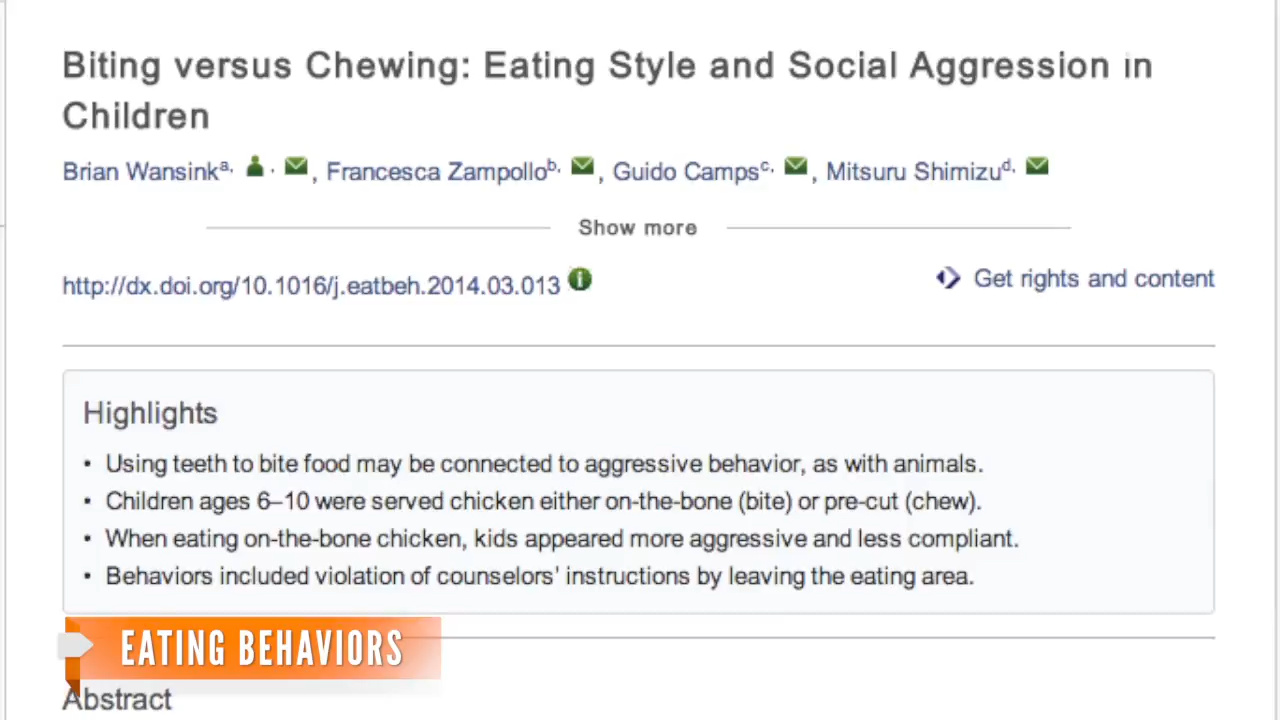 Biting versus Chewing: Eating Style and Social Aggression in
Children
Brian Wansinkᵃ, , Francesca Zampolloᵇ, , Guido Campsᶜ, , Mitsuru Shimizuᵈ,
Show more
http://dx.doi.org/10.1016/j.eatbeh.2014.03.013
Get rights and content
Highlights
• Using teeth to bite food may be connected to aggressive behavior, as with animals.
• Children ages 6–10 were served chicken either on-the-bone (bite) or pre-cut (chew).
• When eating on-the-bone chicken, kids appeared more aggressive and less compliant.
• Behaviors included violation of counselors' instructions by leaving the eating area.
EATING BEHAVIORS
Abstract